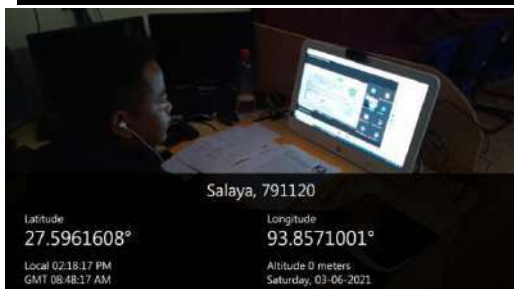 Salaya, 791120
Latitude
27.5961608°
Longitude
93.8571001°
Local 02:18:17 PM
GMT 08:48:17 AM
Altitude 0 meters
Saturday, 03-06-2021